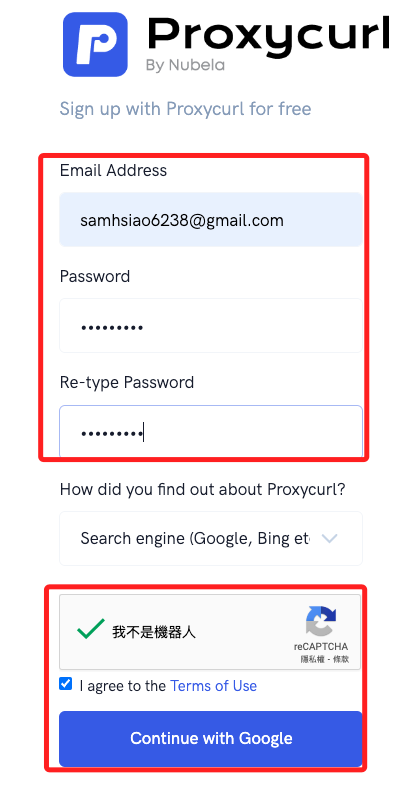 Proxycurl
By Nubela
Sign up with Proxycurl for free
Email Address
samhsiao6238@gmail.com
Password
•••••••••
Re-type Password
•••••••••
How did you find out about Proxycurl?
Search engine (Google, Bing et
我不是機器人
reCAPTCHA
隱私權 - 條款
I agree to the Terms of Use
Continue with Google